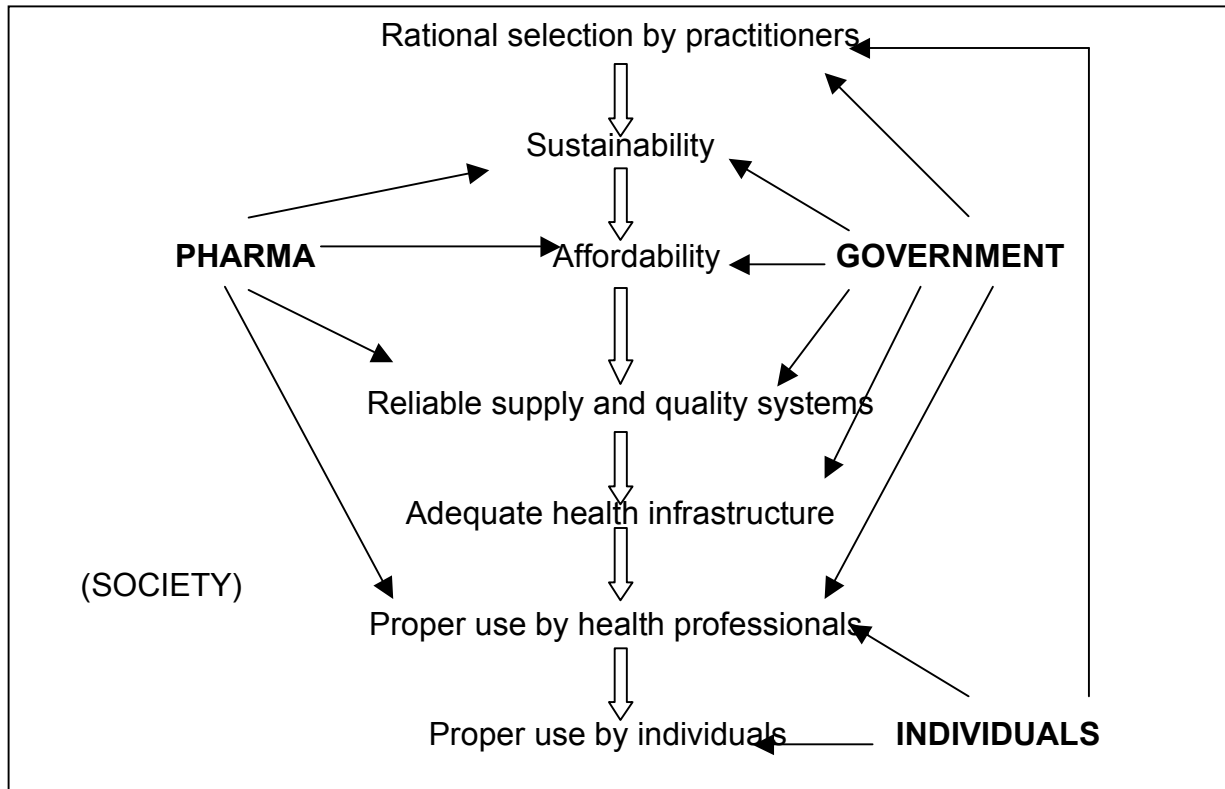 Rational selection by practitioners
Sustainability
PHARMA
Affordability
GOVERNMENT
Reliable supply and quality systems
Adequate health infrastructure
(SOCIETY)
Proper use by health professionals
Proper use by individuals
INDIVIDUALS